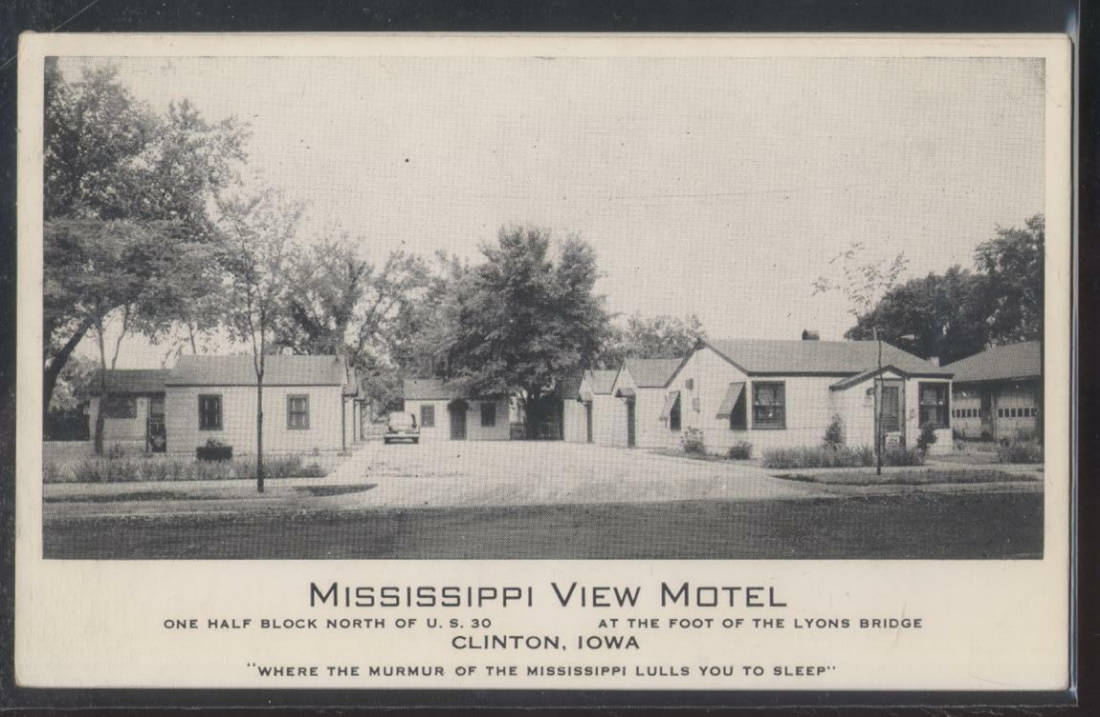 MISSISSIPPI VIEW MOTEL
ONE HALF BLOCK NORTH OF U. S. 30 AT THE FOOT OF THE LYONS BRIDGE
CLINTON, IOWA
"WHERE THE MURMUR OF THE MISSISSIPPI LULLS YOU TO SLEEP"